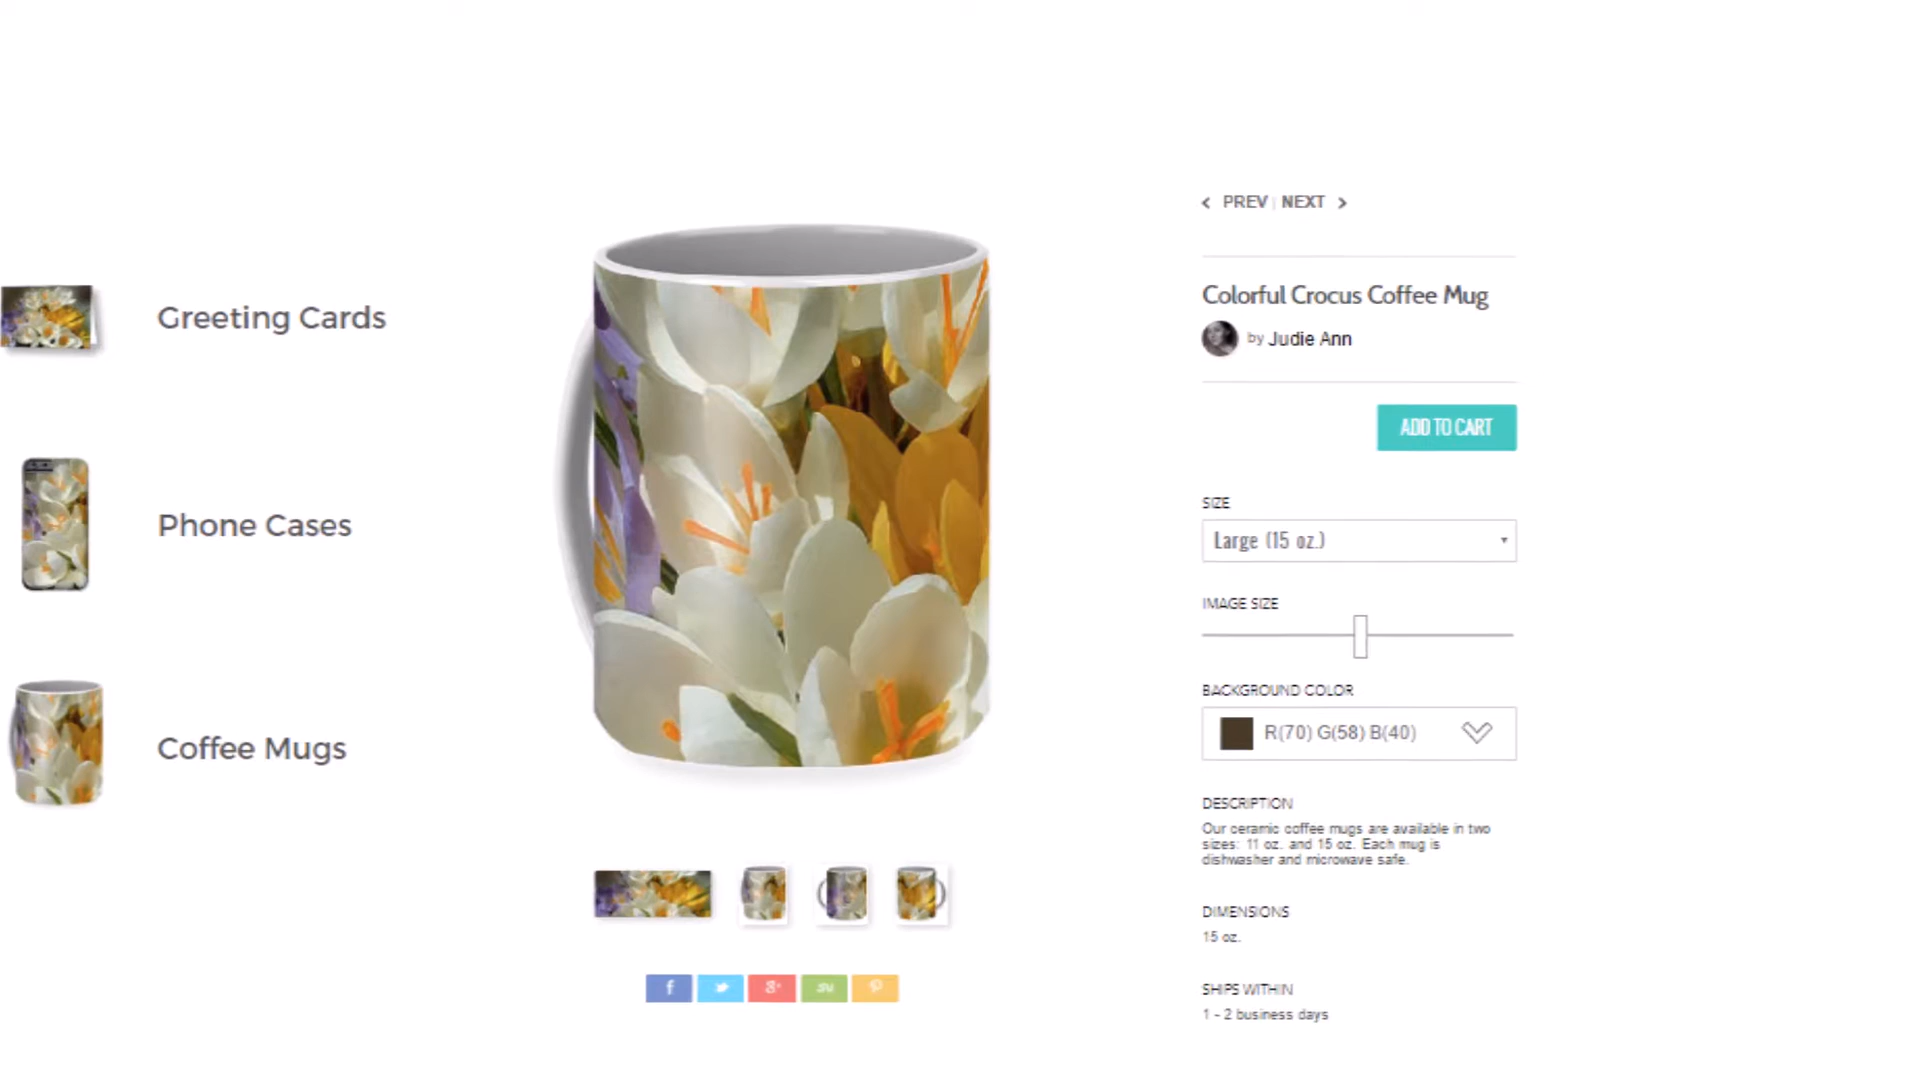 Greeting Cards
Phone Cases
Coffee Mugs
f
g+
PREV | NEXT
Colorful Crocus Coffee Mug
by Judie Ann
ADD TO CART
SIZE
Large (15 oz.)
IMAGE SIZE
BACKGROUND COLOR
R(70) G(58) B(40)
DESCRIPTION
Our ceramic coffee mugs are available in two
sizes: 11 oz. and 15 oz. Each mug is
dishwasher and microwave safe.
DIMENSIONS
15 oz.
SHIPS WITHIN
1 - 2 business days